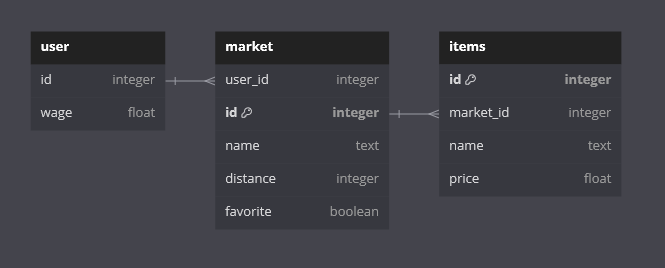 user
id integer
wage float
market
user_id integer
id integer
name text
distance integer
favorite boolean
items
id integer
market_id integer
name text
price float